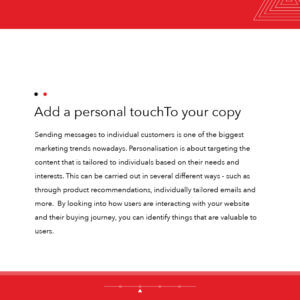 Add a personal touchTo your copy
Sending messages to individual customers is one of the biggest
marketing trends nowadays. Personalisation is about targeting the
content that is tailored to individuals based on their needs and
interests. This can be carried out in several different ways - such as
through product recommendations, individually tailored emails and
more. By looking into how users are interacting with your website
and their buying journey, you can identify things that are valuable to
users.